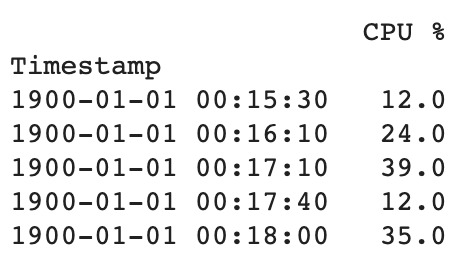 CPU %
Timestamp
1900-01-01 00:15:30 12.0
1900-01-01 00:16:10 24.0
1900-01-01 00:17:10 39.0
1900-01-01 00:17:40 12.0
1900-01-01 00:18:00 35.0